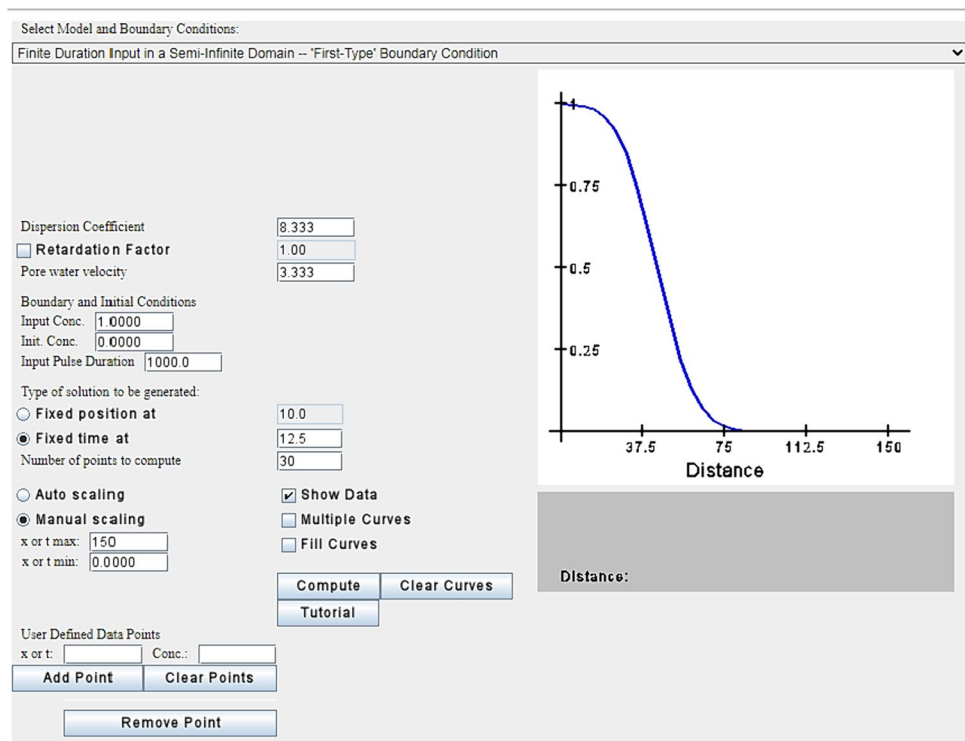 Select Model and Boundary Conditions:
Finite Duration Input in a Semi-Infinite Domain -- 'First-Type' Boundary Condition
Dispersion Coefficient 8.333
Retardation Factor 1.00
Pore water velocity 3.333
Boundary and Initial Conditions
Input Conc. 1.0000
Init. Conc. 0.0000
Input Pulse Duration 1000.0
Type of solution to be generated:
Fixed position at 10.0
Fixed time at 12.5
Number of points to compute 30
Auto scaling Show Data
Manual scaling Multiple Curves
x or t max: 150 Fill Curves
x or t min: 0.0000
Compute Clear Curves
Tutorial
User Defined Data Points
x or t: Conc.:
Add Point Clear Points
Remove Point
1
0.75
0.5
0.25
37.5 75 112.5 150
Distance
Distance: